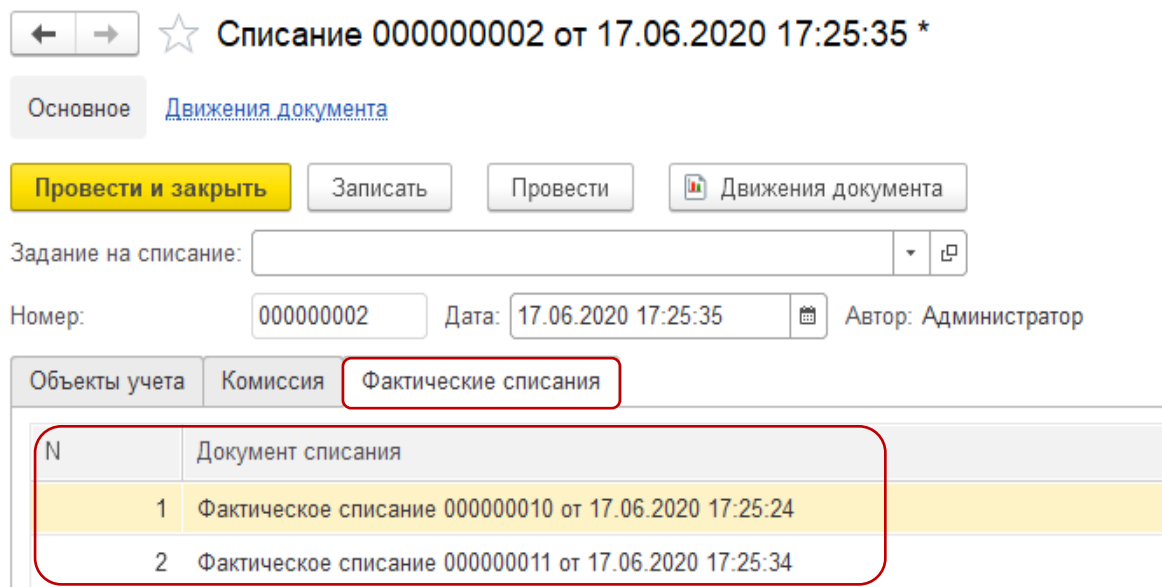 Списание 000000002 от 17.06.2020 17:25:35 *
Основное Движения документа
Провести и закрыть Записать Провести Движения документа
Задание на списание:
Номер: 000000002 Дата: 17.06.2020 17:25:35 Автор: Администратор
Объекты учета Комиссия Фактические списания
N Документ списания
1 Фактическое списание 000000010 от 17.06.2020 17:25:24
2 Фактическое списание 000000011 от 17.06.2020 17:25:34